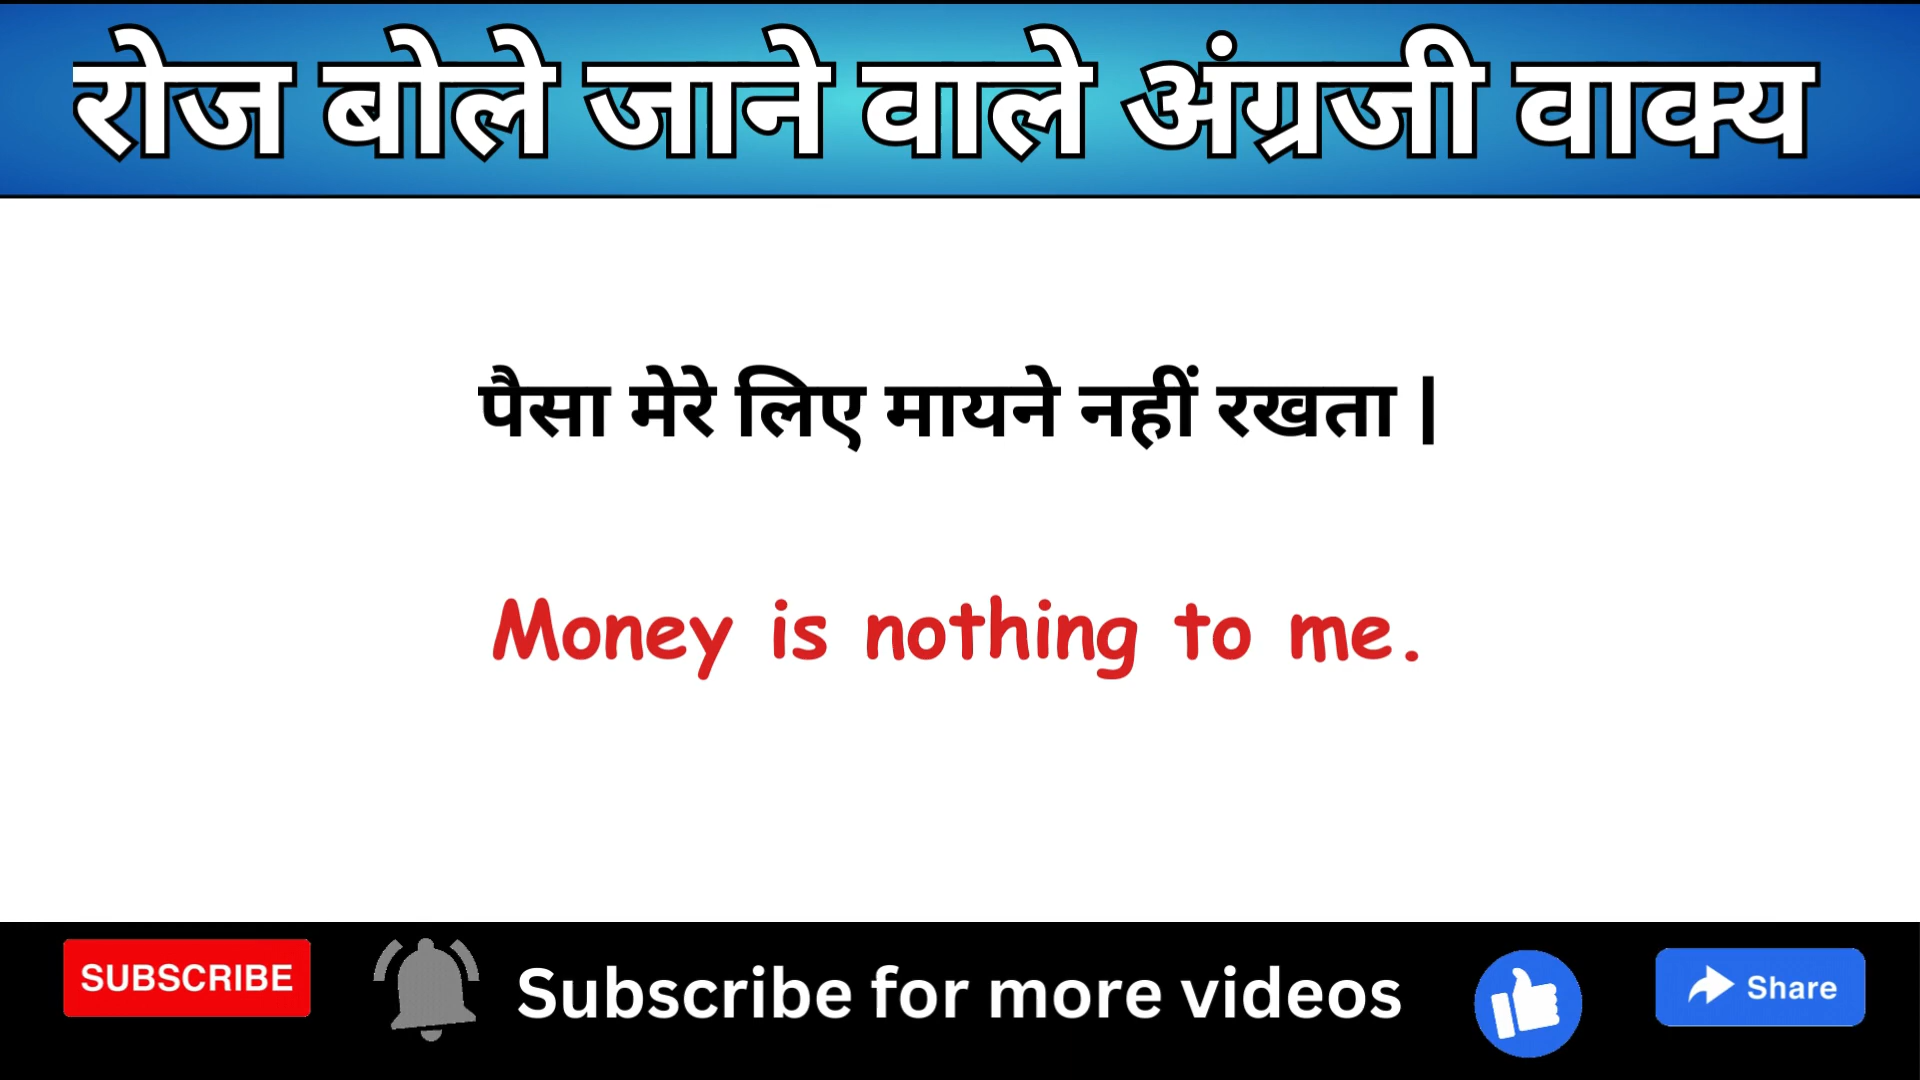 रोज बोले जाने वाले अंग्रजी वाक्य
पैसा मेरे लिए मायने नहीं रखता |
Money is nothing to me.
SUBSCRIBE
Subscribe for more videos
Share